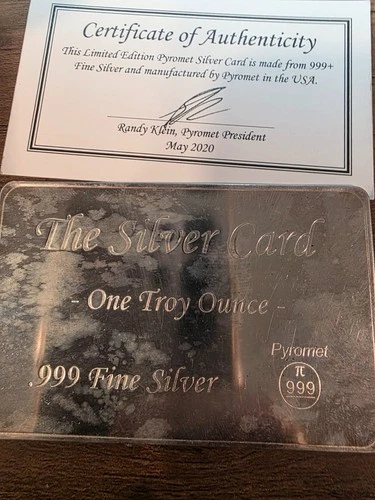 Certificate of Authenticity
This Limited Edition Pyromet Silver Card is made from 999+
Fine Silver and manufactured by Pyromet in the USA.
Randy Klein, Pyromet President
May 2020
The Silver Card
- One Troy Ounce -
.999 Fine Silver
Pyromet
π
999